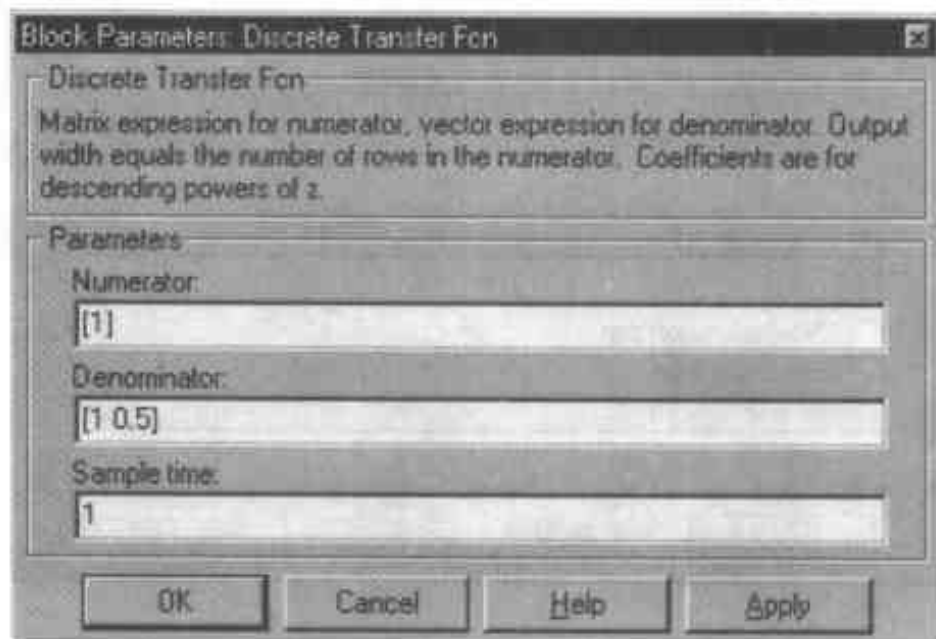 Block Parameters: Discrete Transfer Fcn
Discrete Transfer Fcn
Matrix expression for numerator, vector expression for denominator. Output
width equals the number of rows in the numerator. Coefficients are for
descending powers of z.
Parameters
Numerator:
[1]
Denominator:
[1 0.5]
Sample time:
1
OK Cancel Help Apply